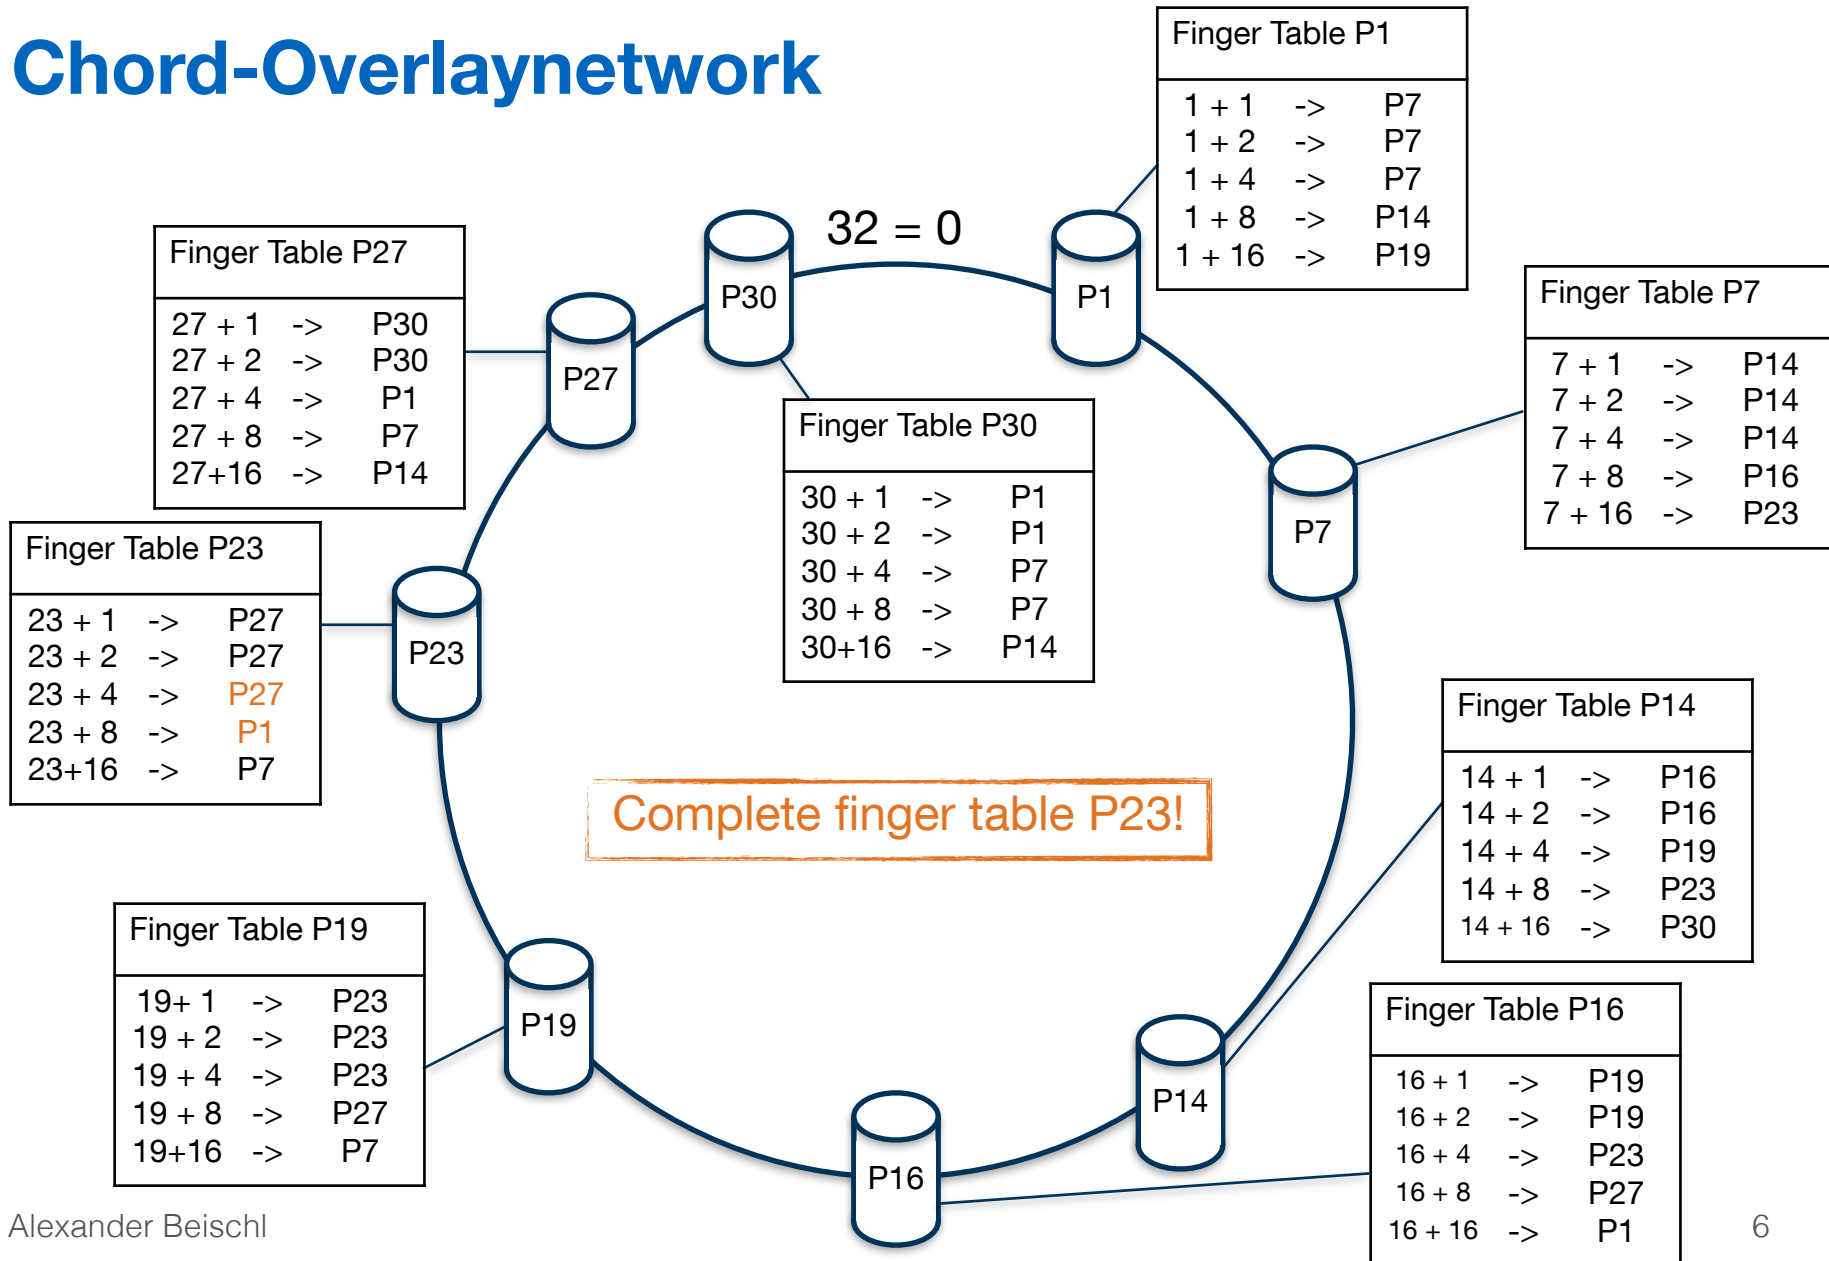 Chord-Overlaynetwork
Finger Table P1
1 + 1 -> P7
1 + 2 -> P7
1 + 4 -> P7
1 + 8 -> P14
1 + 16 -> P19
32 = 0
P30
P1
P27
P7
P23
P19
P14
P16
Finger Table P27
27 + 1 -> P30
27 + 2 -> P30
27 + 4 -> P1
27 + 8 -> P7
27+16 -> P14
Finger Table P7
7 + 1 -> P14
7 + 2 -> P14
7 + 4 -> P14
7 + 8 -> P16
7 + 16 -> P23
Finger Table P30
30 + 1 -> P1
30 + 2 -> P1
30 + 4 -> P7
30 + 8 -> P7
30+16 -> P14
Finger Table P23
23 + 1 -> P27
23 + 2 -> P27
23 + 4 -> P27
23 + 8 -> P1
23+16 -> P7
Complete finger table P23!
Finger Table P14
14 + 1 -> P16
14 + 2 -> P16
14 + 4 -> P19
14 + 8 -> P23
14 + 16 -> P30
Finger Table P19
19+ 1 -> P23
19 + 2 -> P23
19 + 4 -> P23
19 + 8 -> P27
19+16 -> P7
Finger Table P16
16 + 1 -> P19
16 + 2 -> P19
16 + 4 -> P23
16 + 8 -> P27
16 + 16 -> P1
Alexander Beischl
6